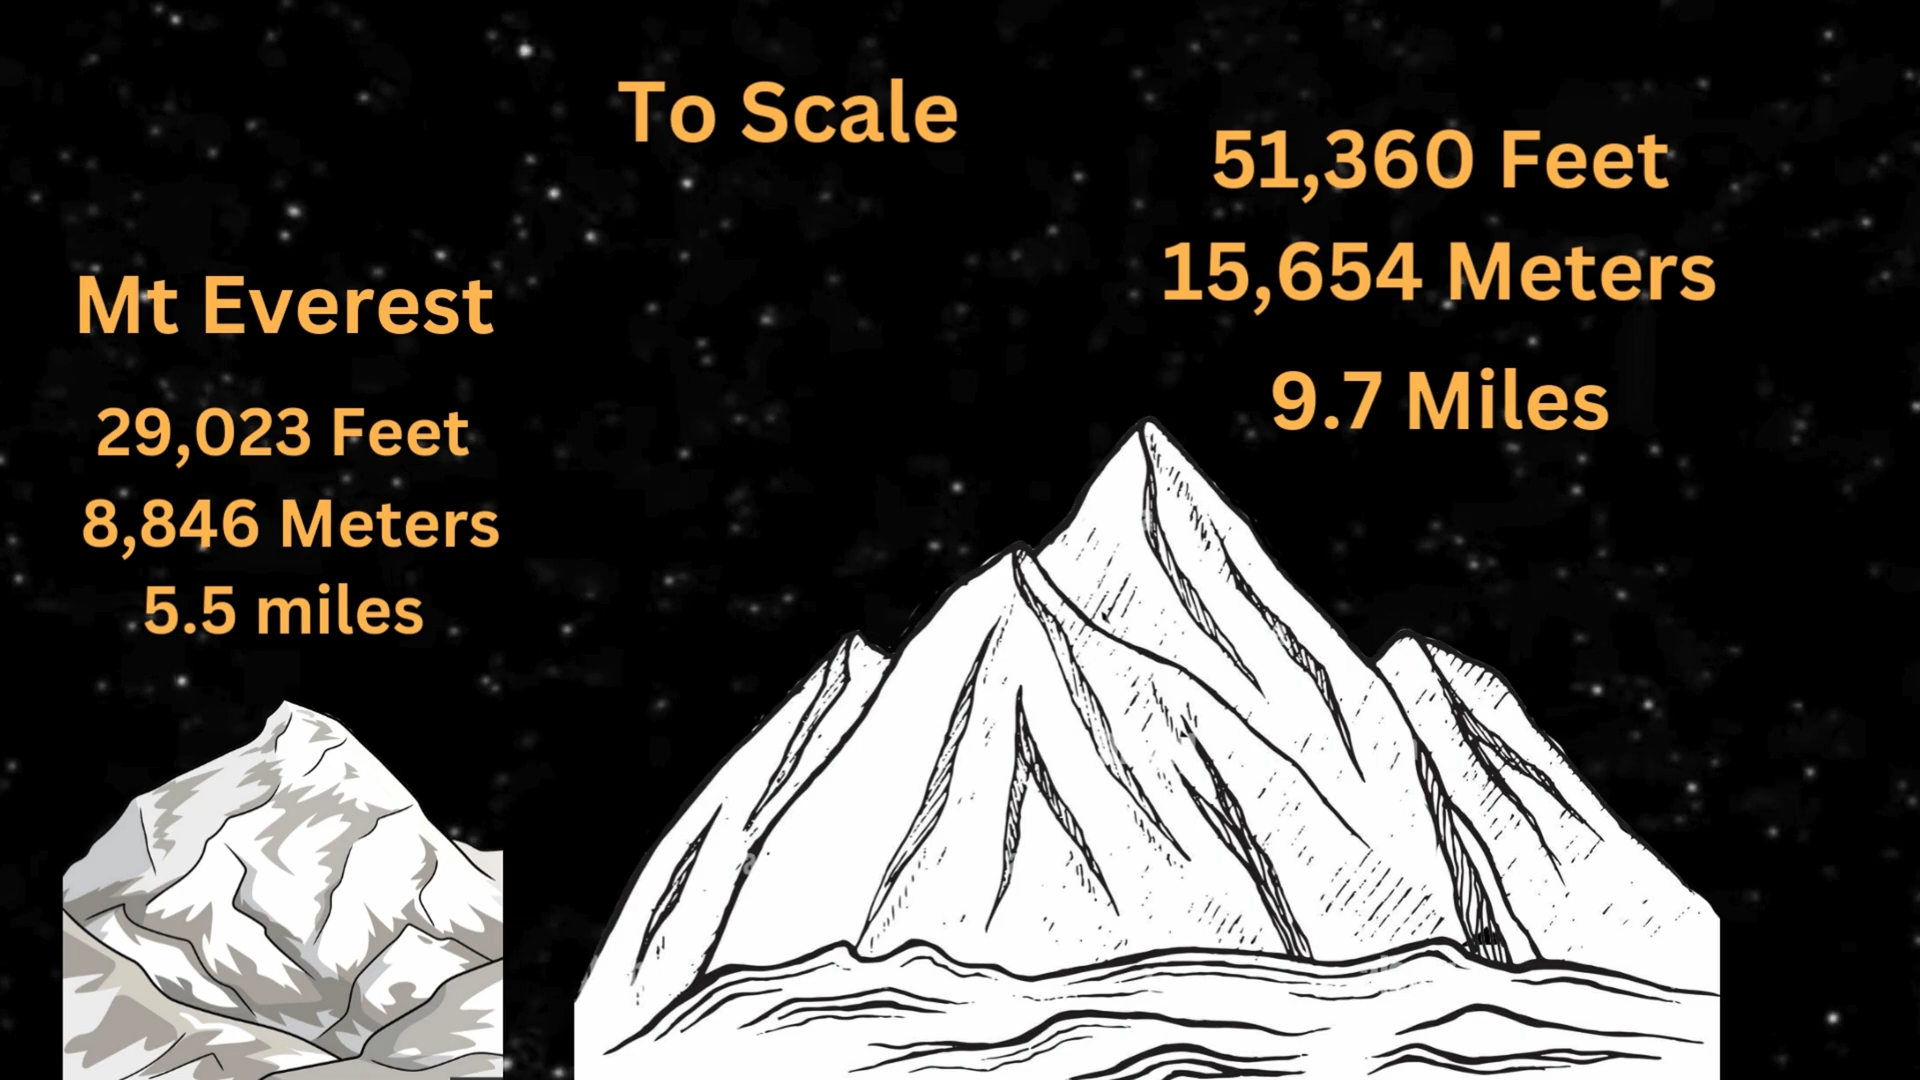 To Scale
Mt Everest
29,023 Feet
8,846 Meters
5.5 miles
51,360 Feet
15,654 Meters
9.7 Miles